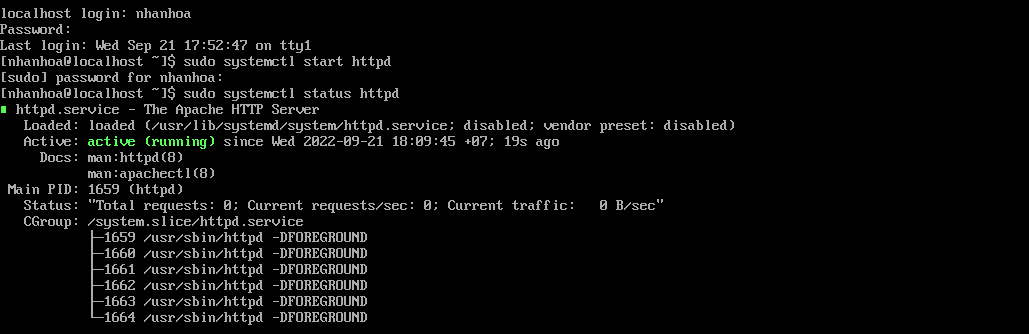 localhost login: nhanhoa
Password:
Last login: Wed Sep 21 17:52:47 on tty1
[nhanhoa@localhost ~]$ sudo systemctl start httpd
[sudo] password for nhanhoa:
[nhanhoa@localhost ~]$ sudo systemctl status httpd
httpd.service - The Apache HTTP Server
Loaded: loaded (/usr/lib/systemd/system/httpd.service; disabled; vendor preset: disabled)
Active: active (running) since Wed 2022-09-21 18:09:45 +07; 19s ago
Docs: man:httpd(8)
man:apachectl(8)
Main PID: 1659 (httpd)
Status: "Total requests: 0; Current requests/sec: 0; Current traffic:   0 B/sec"
CGroup: /system.slice/httpd.service
├─1659 /usr/sbin/httpd -DFOREGROUND
├─1660 /usr/sbin/httpd -DFOREGROUND
├─1661 /usr/sbin/httpd -DFOREGROUND
├─1662 /usr/sbin/httpd -DFOREGROUND
├─1663 /usr/sbin/httpd -DFOREGROUND
└─1664 /usr/sbin/httpd -DFOREGROUND